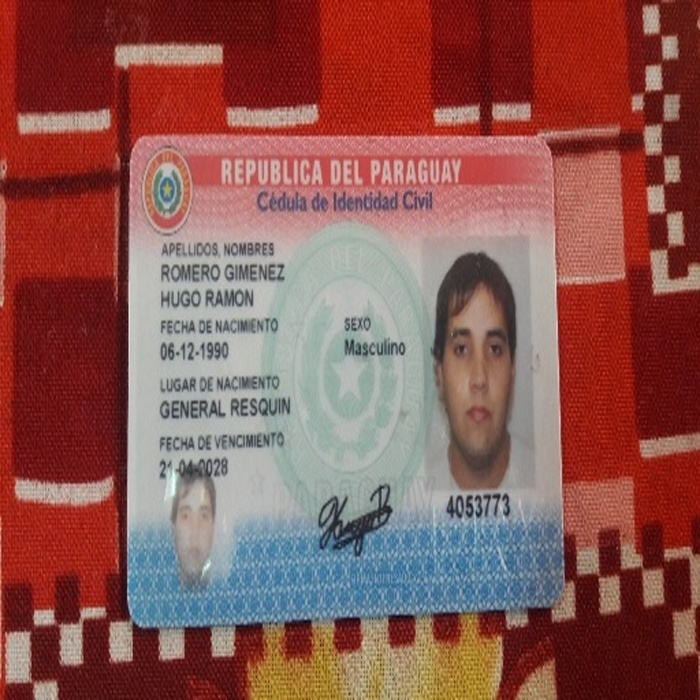 REPUBLICA DEL PARAGUAY
Cédula de Identidad Civil
APELLIDOS, NOMBRES
ROMERO GIMENEZ
HUGO RAMON
FECHA DE NACIMIENTO
06-12-1990
SEXO
Masculino
LUGAR DE NACIMIENTO
GENERAL RESQUIN
FECHA DE VENCIMIENTO
21-04-2028
4053773